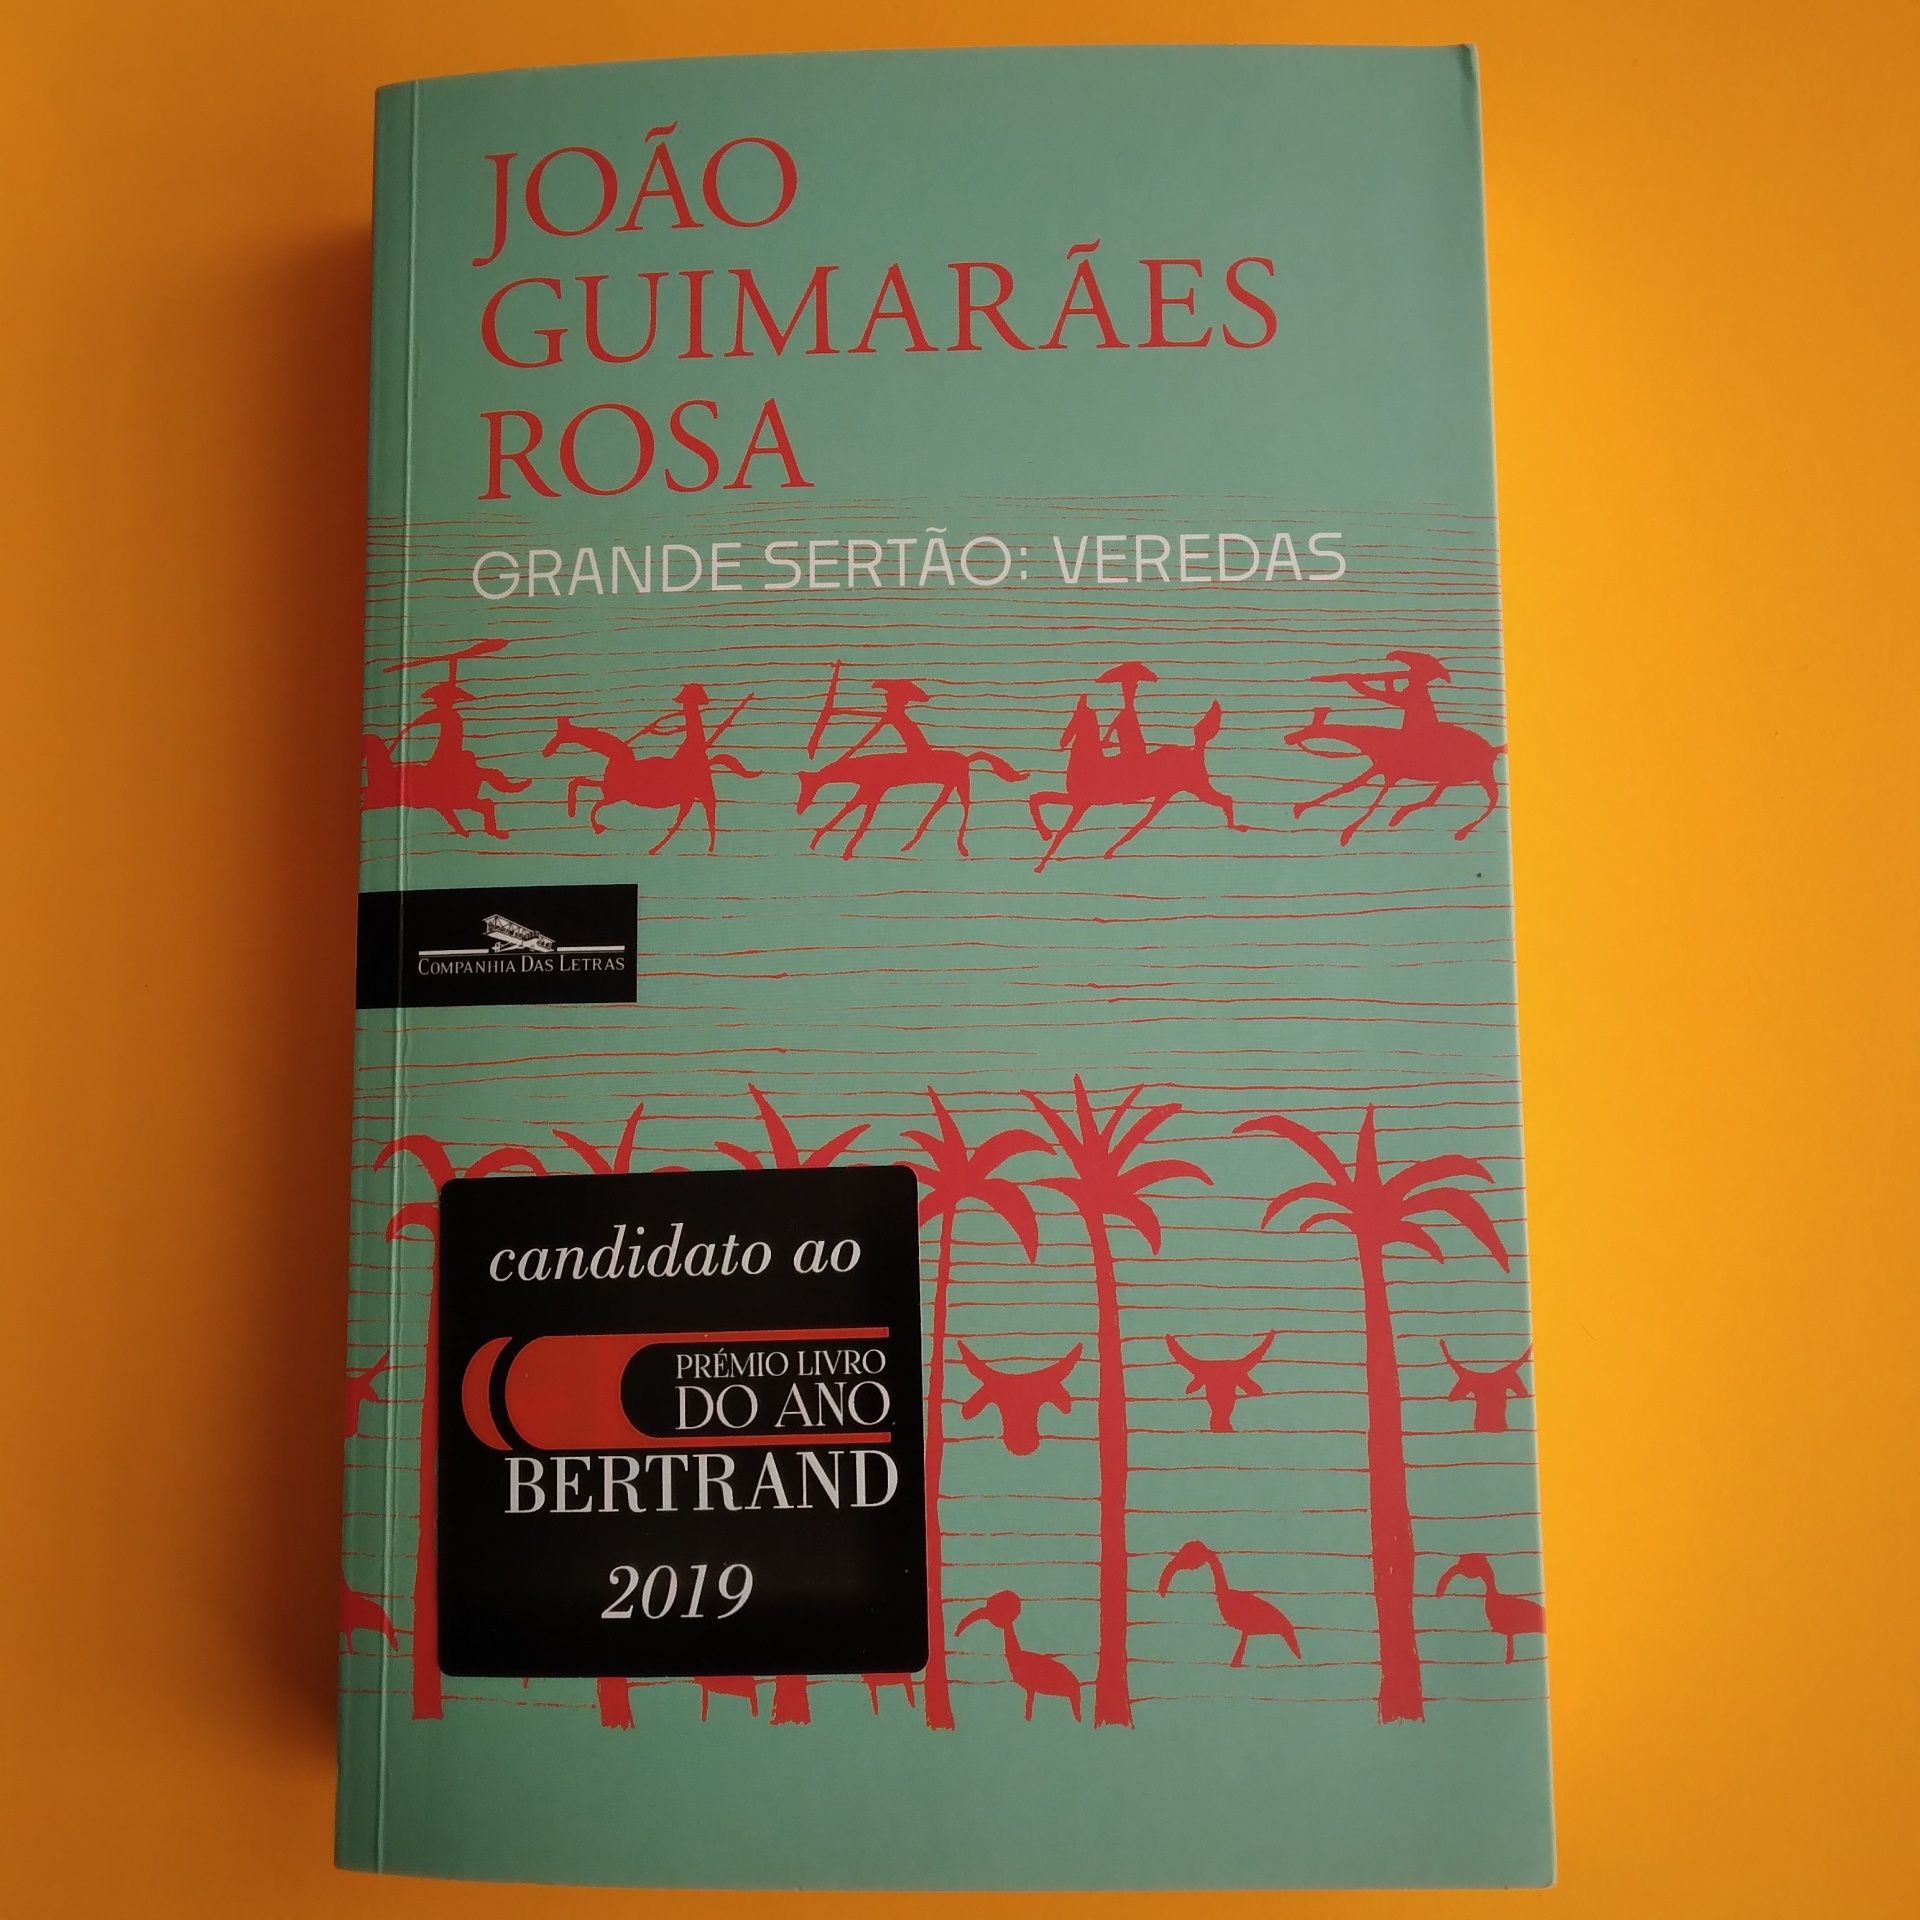 JOÃO
GUIMARÃES
ROSA
GRANDE SERTÃO: VEREDAS
COMPANHIA DAS LETRAS
candidato ao
PRÉMIO LIVRO
DO ANO
BERTRAND
2019